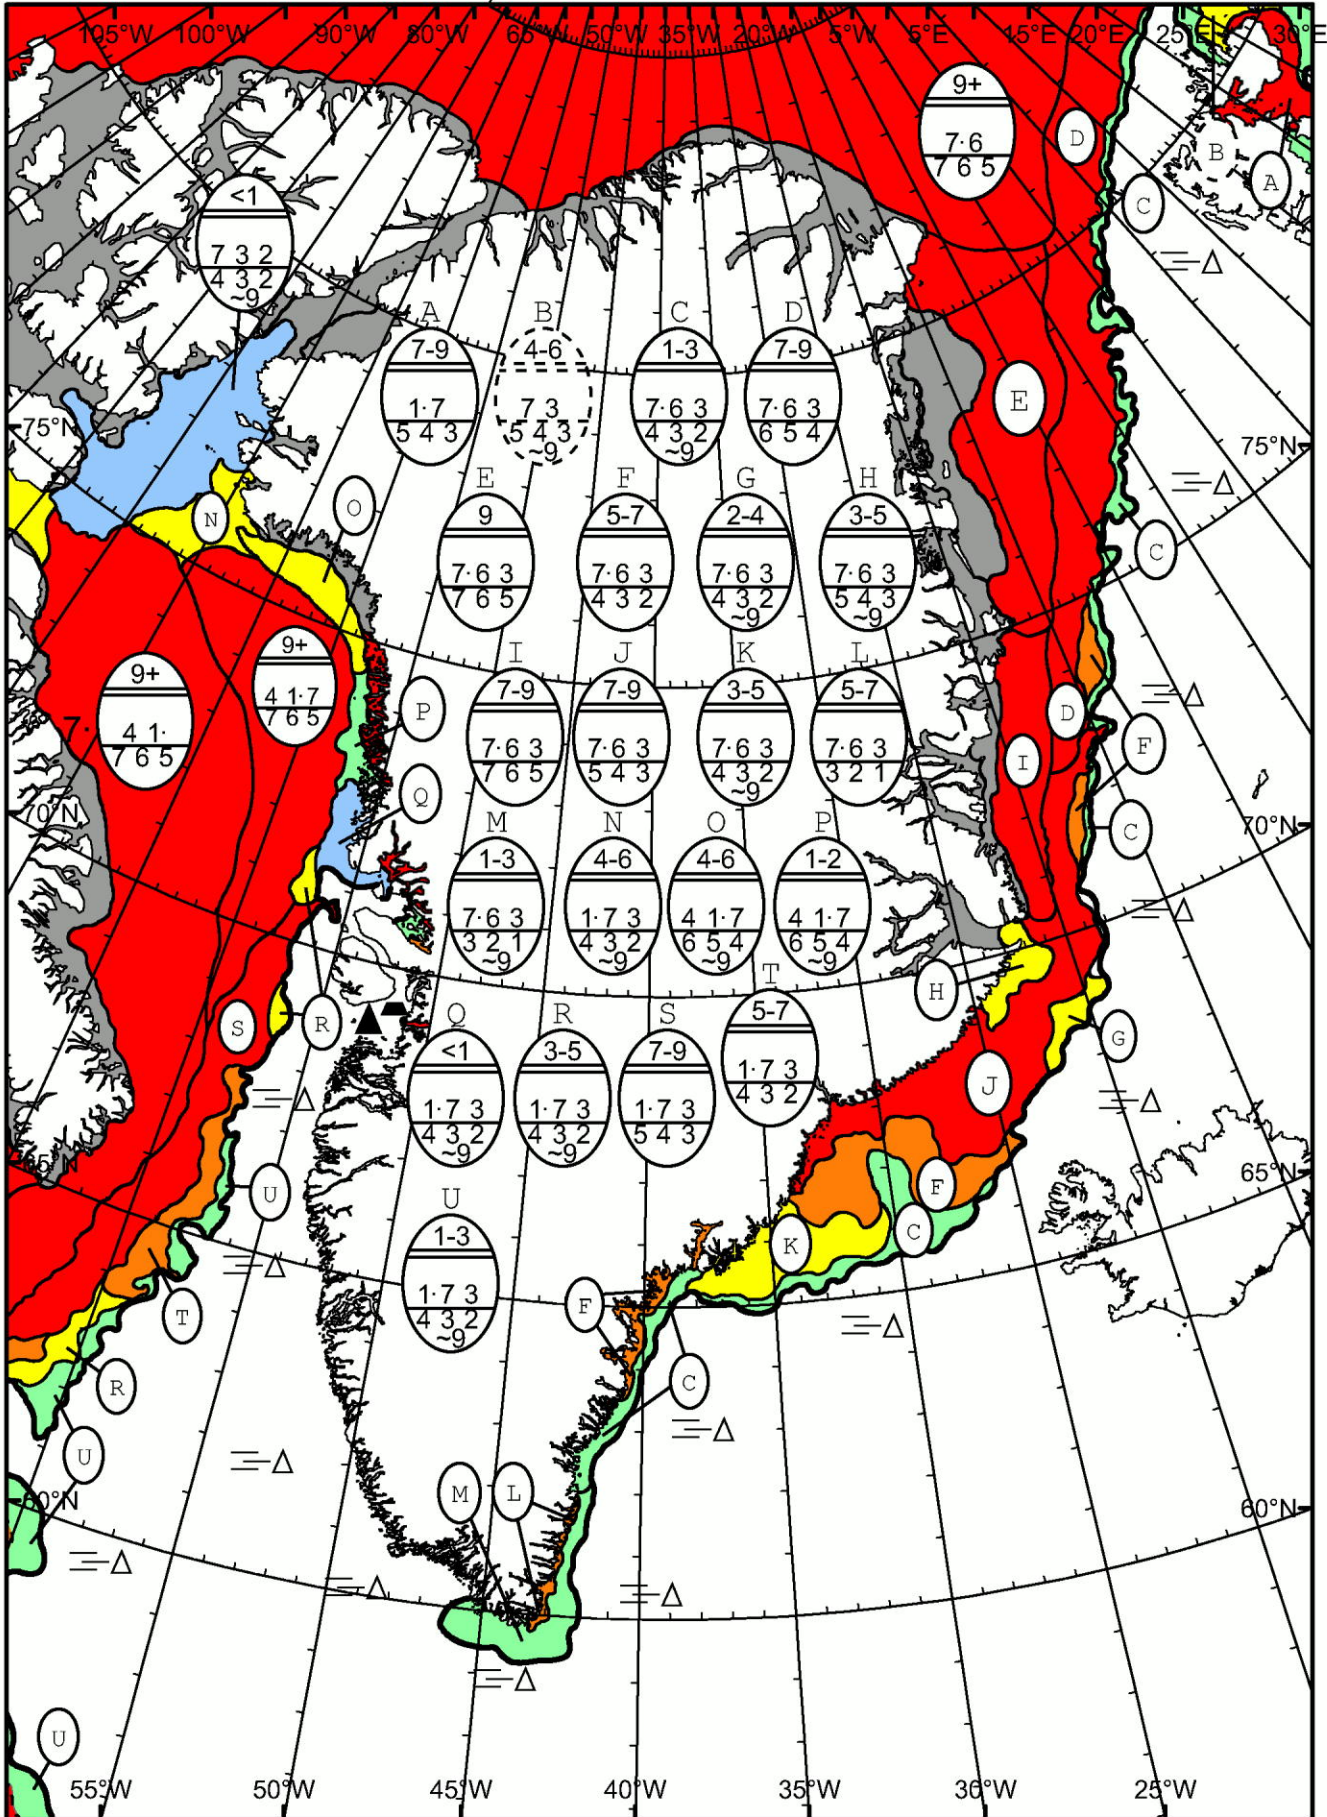 105°W 100°W 90°W 80°W 65°W 50°W 35°W 20°W 5°W 5°E 15°E 20°E 25°E 30°E
9+
7·6
7 6 5
D
B
A
C
<1
7 3 2
4 3 2
~9
A B C D
7-9 4-6 1-3 7-9
1·7 7 3 7·6 3 7·6 3
5 4 3 5 4 3 4 3 2 6 5 4
~9 ~9
E
75°N 75°N
E F G H
9 5-7 2-4 3-5
7·6 3 7·6 3 7·6 3 7·6 3
7 6 5 4 3 2 4 3 2 5 4 3
~9 ~9
N O
C
I J K L
7-9 7-9 3-5 5-7
7·6 3 7·6 3 7·6 3 7·6 3
7 6 5 5 4 3 4 3 2 3 2 1
~9
9+
4 1·
7 6 5
7·
9+
4 1·7
7 6 5
P
D
F
I
Q
C
70°N 70°N
M N O P
1-3 4-6 4-6 1-2
7·6 3 1·7 3 4 1·7 4 1·7
3 2 1 4 3 2 6 5 4 6 5 4
~9 ~9 ~9 ~9
R
H
S R
G
T
5-7
1·7 3
4 3 2
Q R S
<1 3-5 7-9
1·7 3 1·7 3 1·7 3
4 3 2 4 3 2 5 4 3
~9 ~9
J
65°N 65°N
U
F
C
K
U
1-3
1·7 3
4 3 2
~9
T
F
R
C
U
M L
60°N 60°N
U
55°W 50°W 45°W 40°W 35°W 30°W 25°W